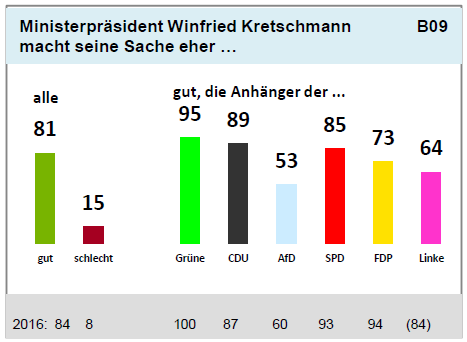 Ministerpräsident Winfried Kretschmann B09
macht seine Sache eher …
alle gut, die Anhänger der ...
81 15 95 89 53 85 73 64
gut schlecht Grüne CDU AfD SPD FDP Linke
2016: 84 8 100 87 60 93 94 (84)